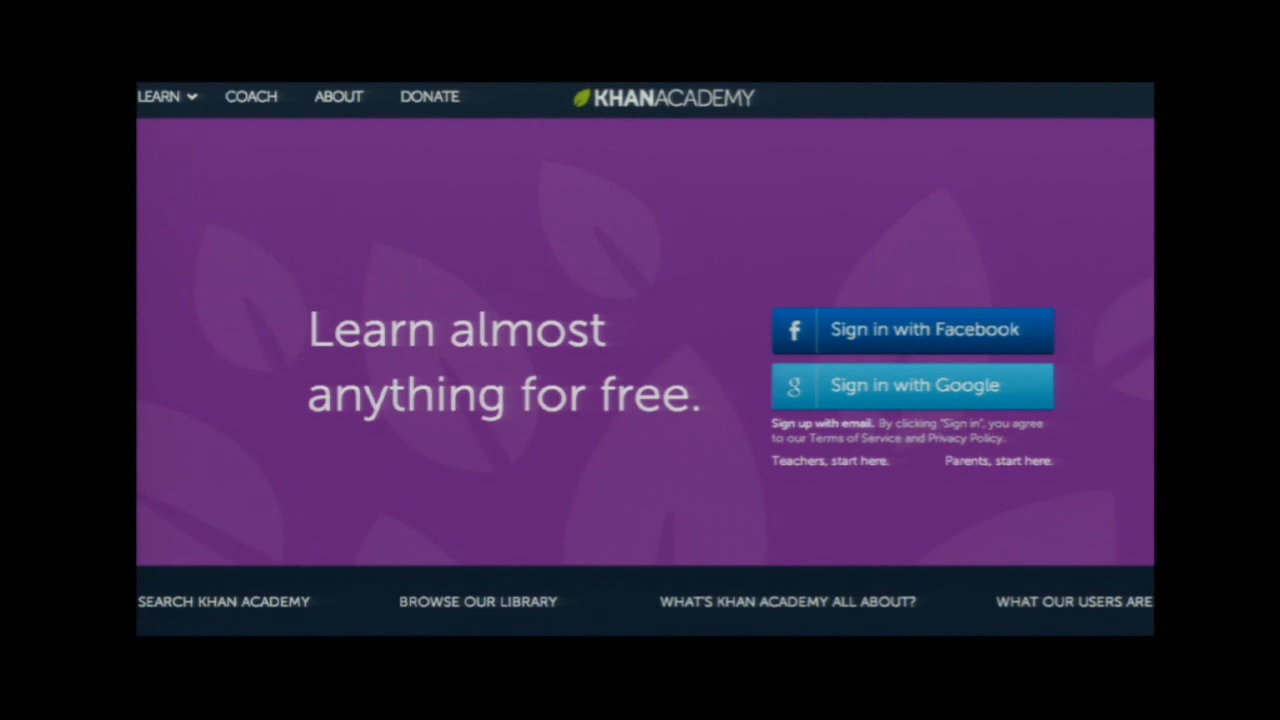 LEARN COACH ABOUT DONATE KHANACADEMY
Learn almost
anything for free.
Sign in with Facebook
Sign in with Google
Sign up with email. By clicking "Sign in", you agree
to our Terms of Service and Privacy Policy.
Teachers, start here. Parents, start here.
SEARCH KHAN ACADEMY BROWSE OUR LIBRARY WHAT'S KHAN ACADEMY ALL ABOUT? WHAT OUR USERS ARE